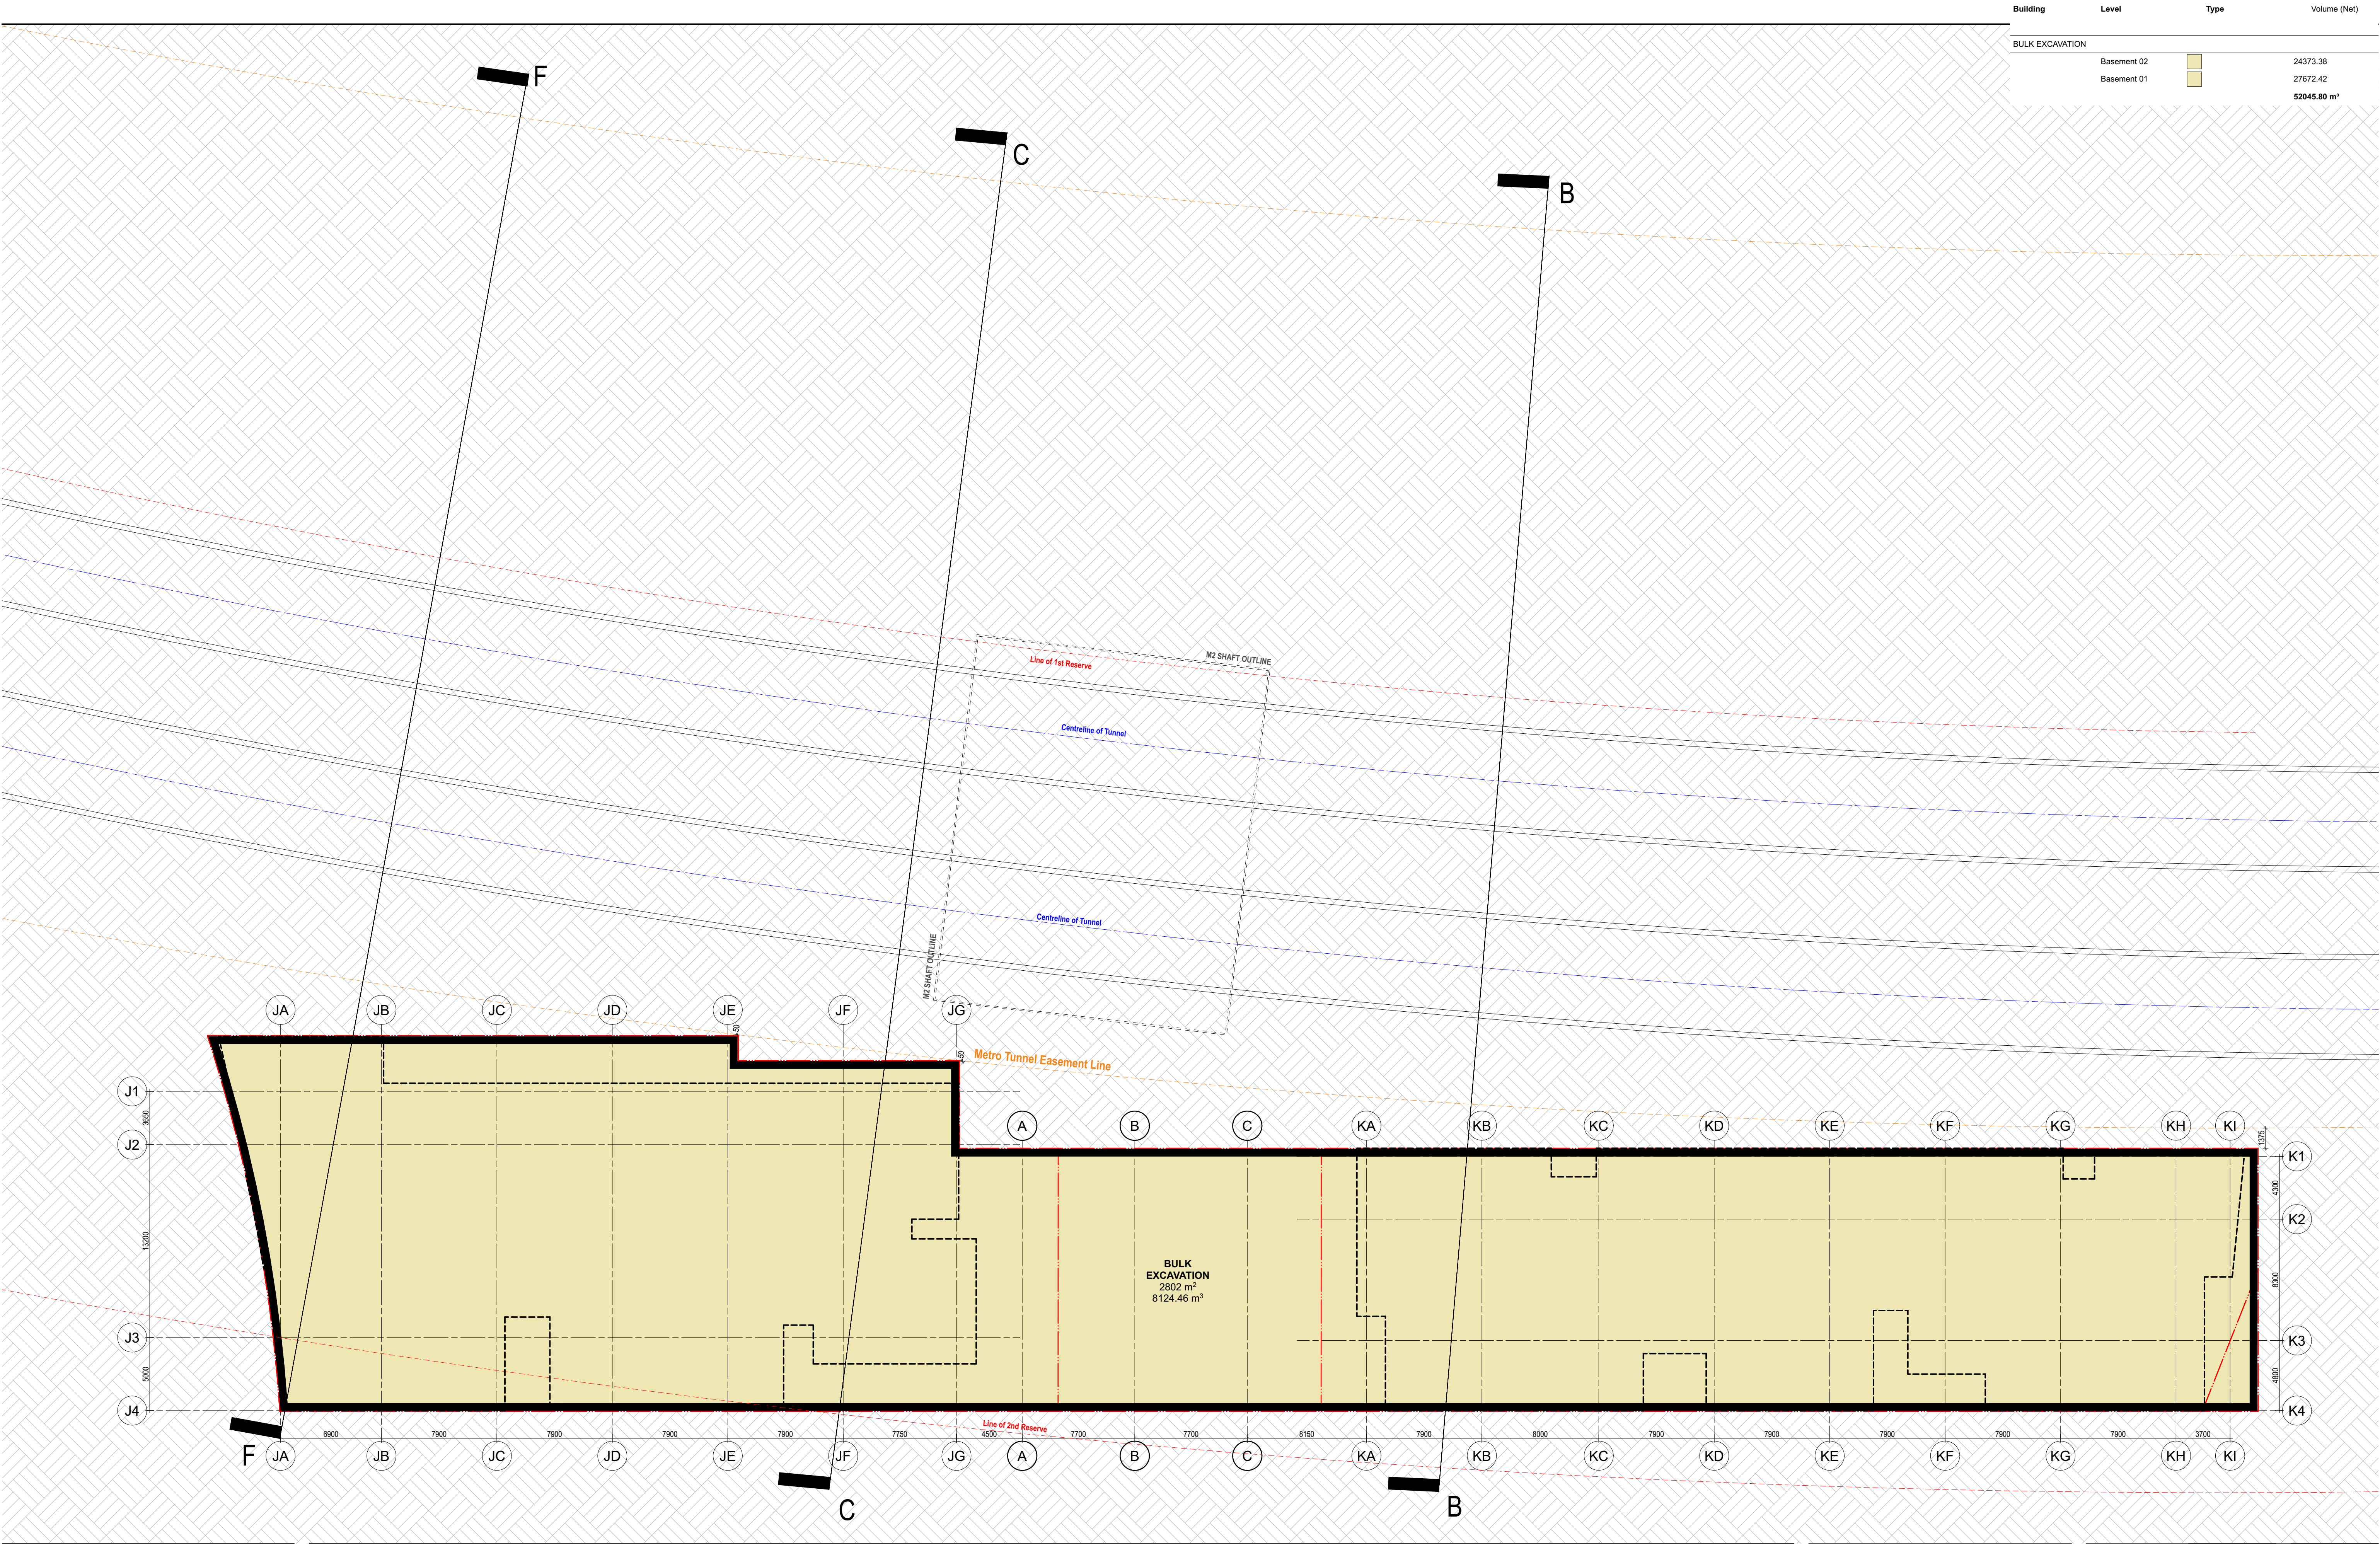 Building Level Type Volume (Net)
BULK EXCAVATION
Basement 02 24373.38
Basement 01 27672.42
52045.80 m³
F
C
B
M2 SHAFT OUTLINE
Line of 1st Reserve
Centreline of Tunnel
Centreline of Tunnel
M2 SHAFT OUTLINE
JA JB JC JD JE JF JG
50
50
Metro Tunnel Easement Line
J1
3650
J2
13200
J3
5000
J4
A B C KA KB KC KD KE KF KG KH KI
1375
K1
4300
K2
8300
K3
4800
K4
BULK
EXCAVATION
2802 m²
8124.46 m³
Line of 2nd Reserve
6900 7900 7900 7900 7900 7750 4500 7700 7700 8150 7900 8000 7900 7900 7900 7900 7900 3700
JA JB JC JD JE JF JG A B C KA KB KC KD KE KF KG KH KI
F
C
B